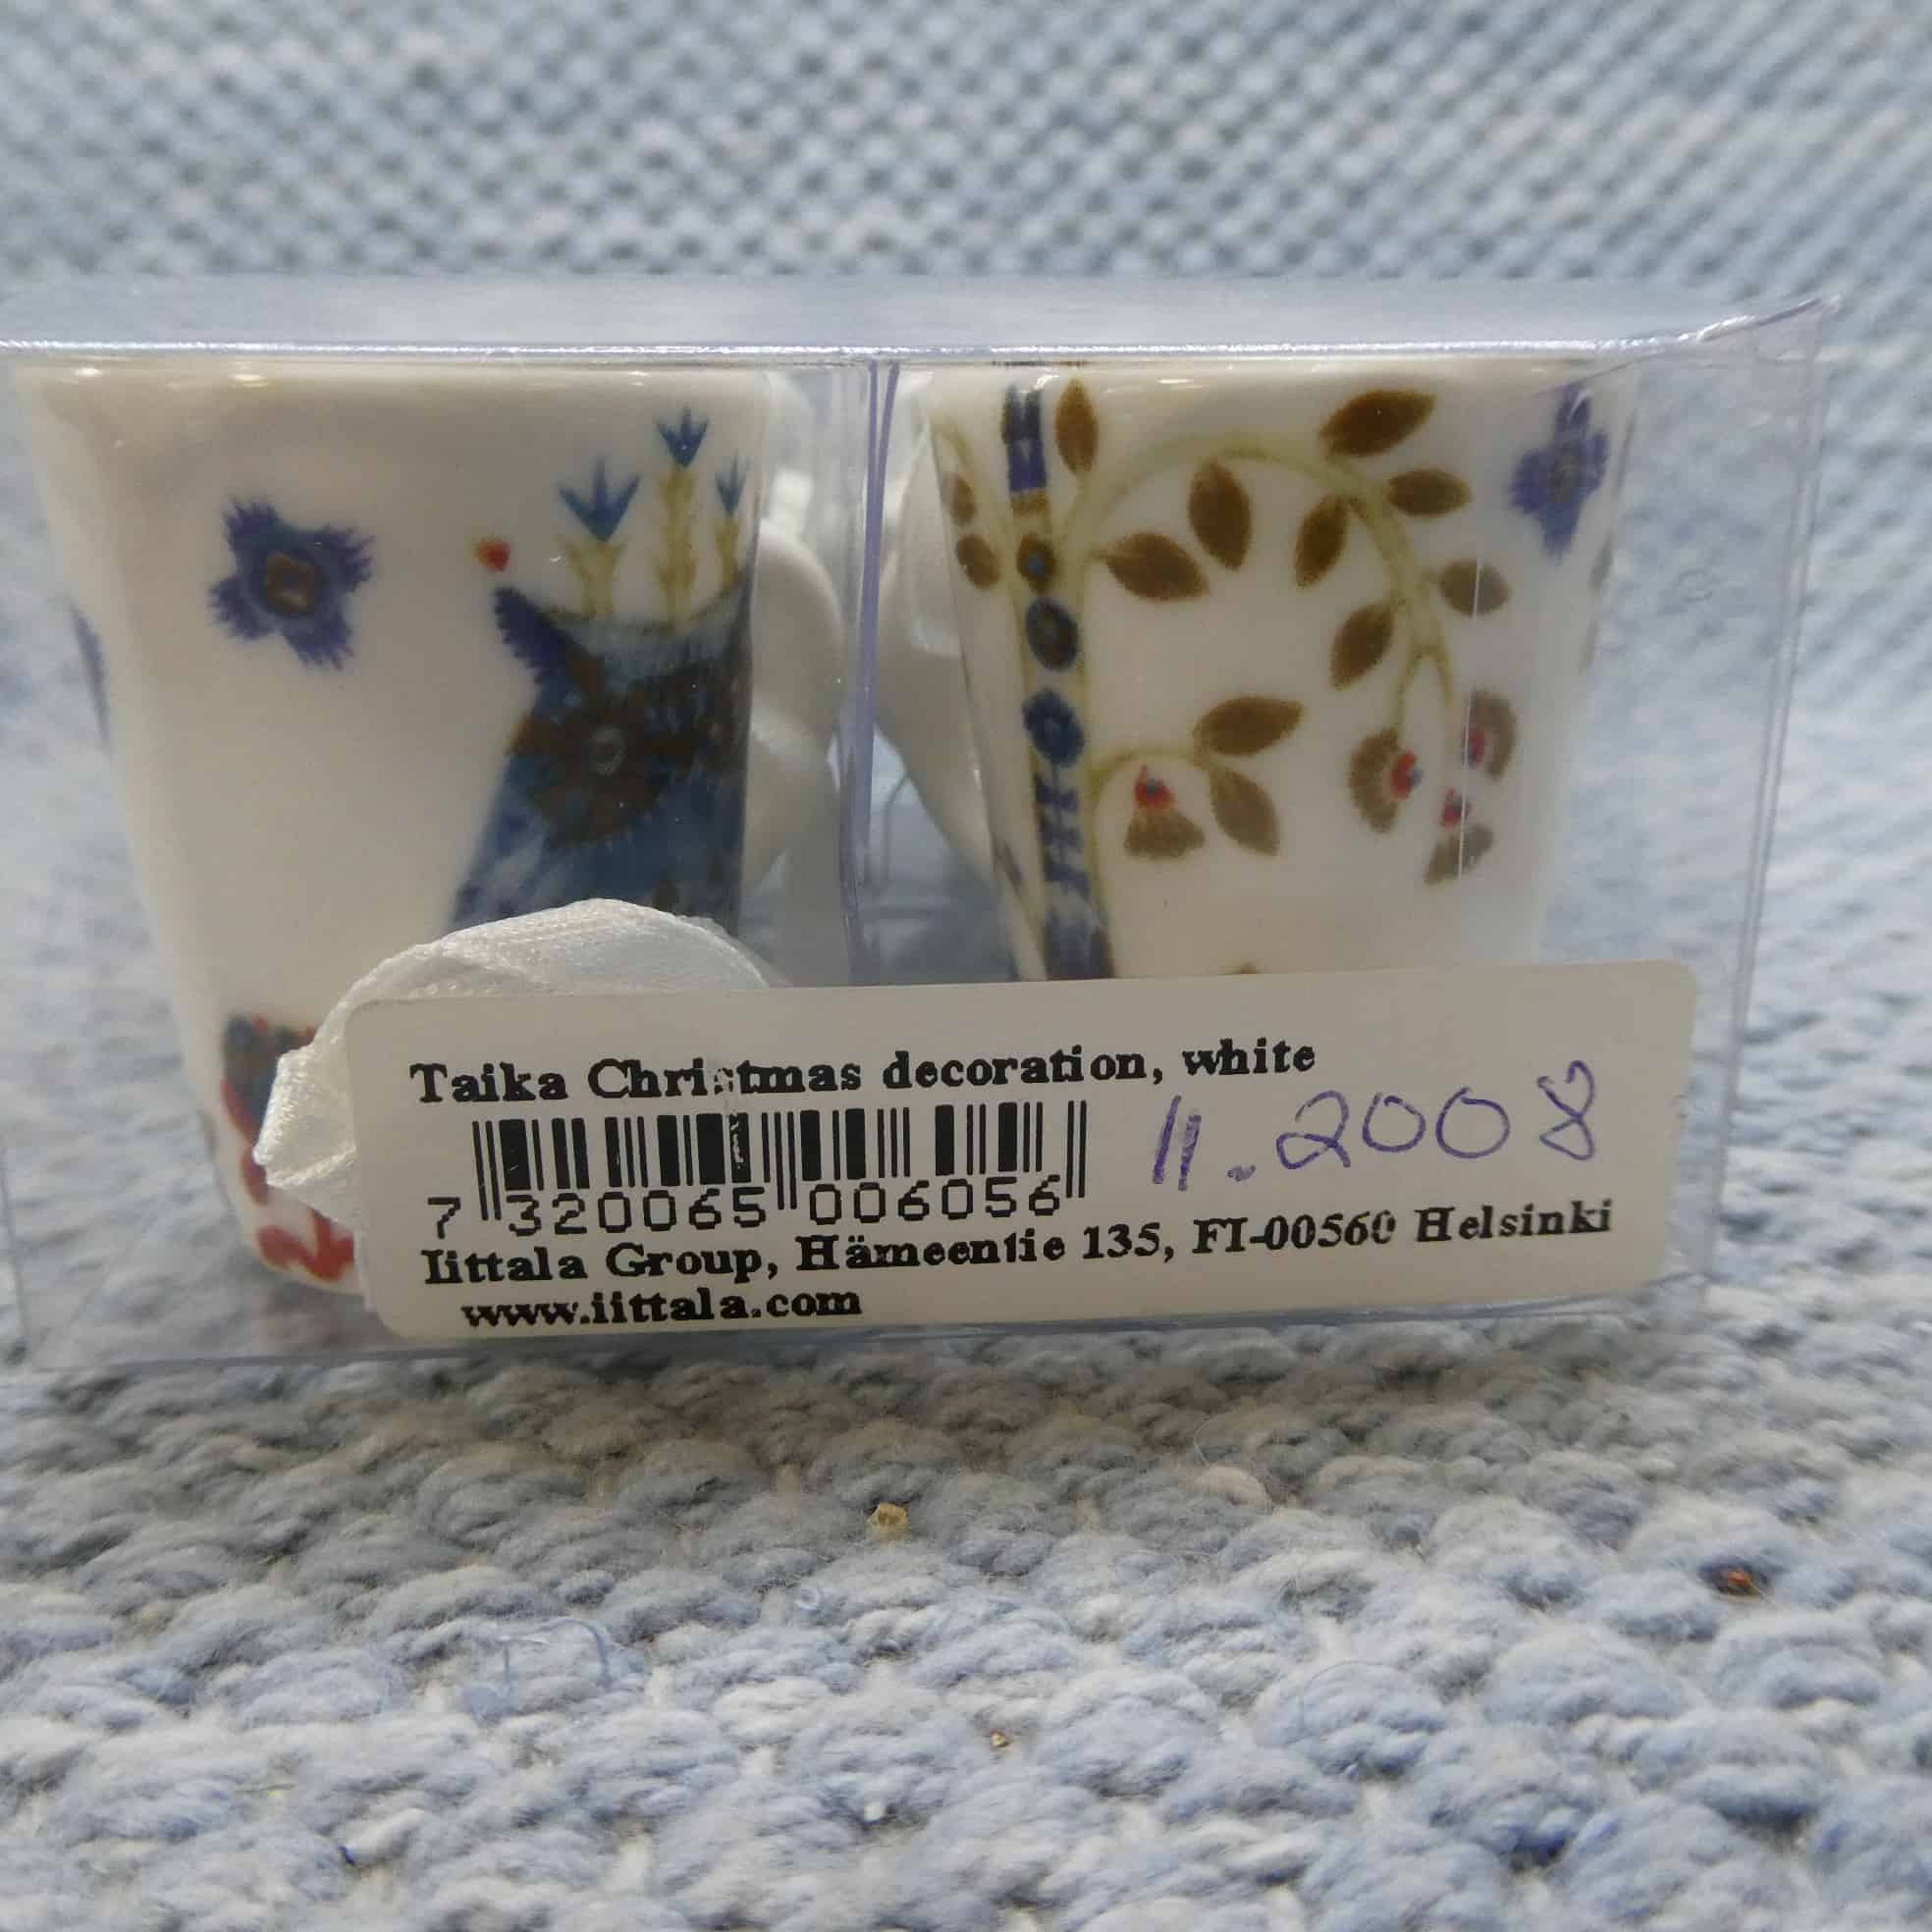 Taika Christmas decoration, white
11.2008
7 320065 006056
Iittala Group, Hämeentie 135, FI-00560 Helsinki
www.iittala.com